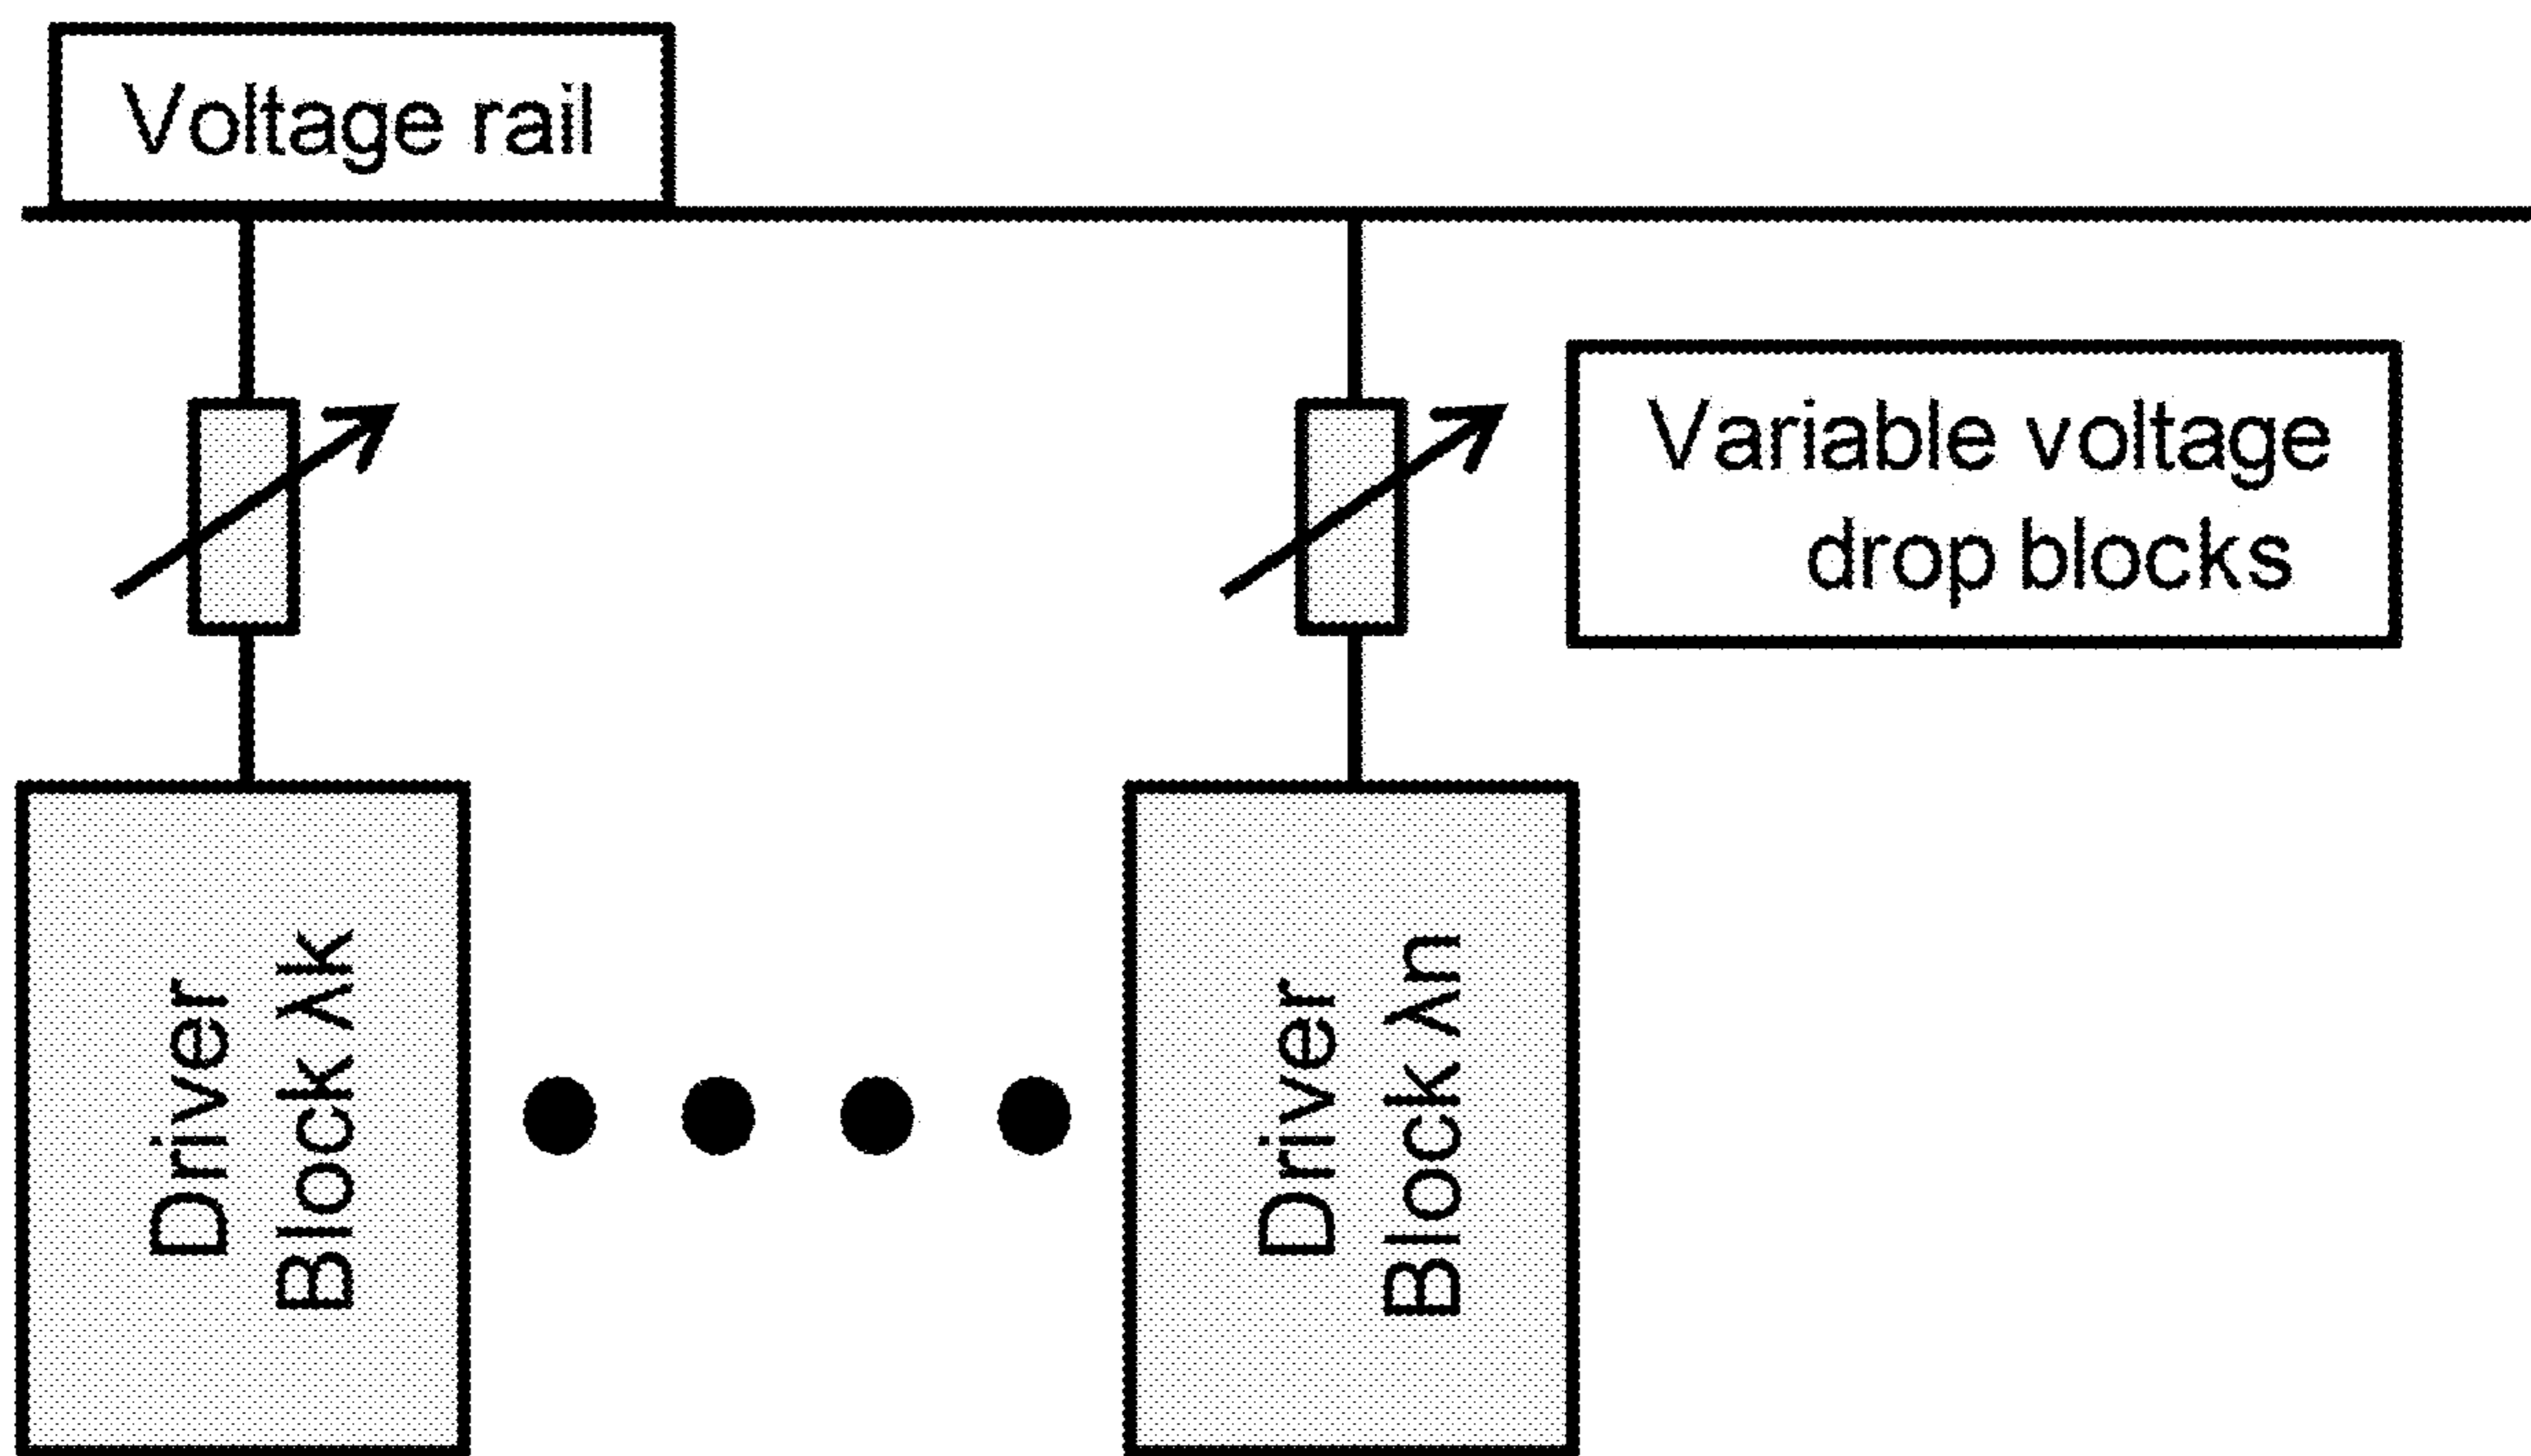 Voltage rail
Variable voltage
drop blocks
Driver
Block λk
Driver
Block λn